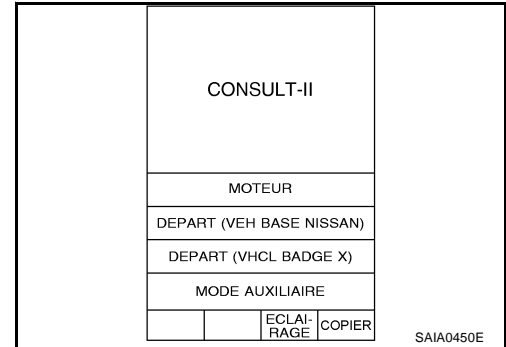 CONSULT-II
MOTEUR
DEPART (VEH BASE NISSAN)
DEPART (VHCL BADGE X)
MODE AUXILIAIRE
ECLAI-
RAGE
COPIER
SAIA0450E